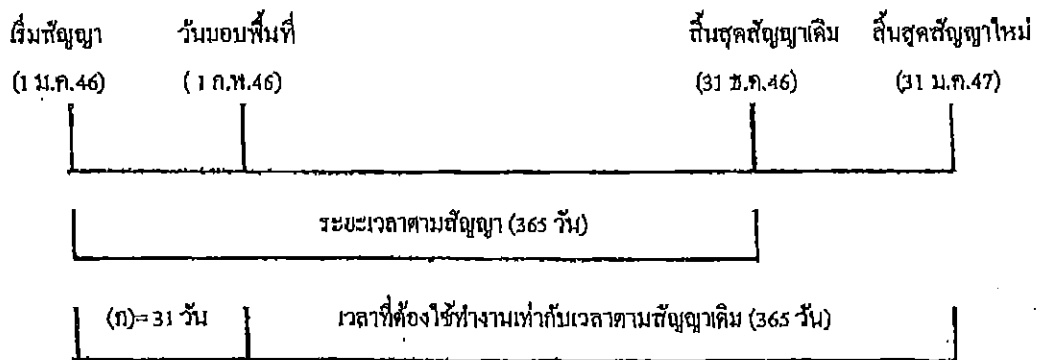 เริ่มสัญญา วันมอบพื้นที่ สิ้นสุดสัญญาเดิม สิ้นสุดสัญญาใหม่
(1 ม.ค.46) ( 1 ก.พ.46) (31 ธ.ค.46) (31 ม.ค.47)
ระยะเวลาตามสัญญา (365 วัน)
(ก)= 31 วัน เวลาที่ต้องใช้ทำงานเท่ากับเวลาตามสัญญาเดิม (365 วัน)